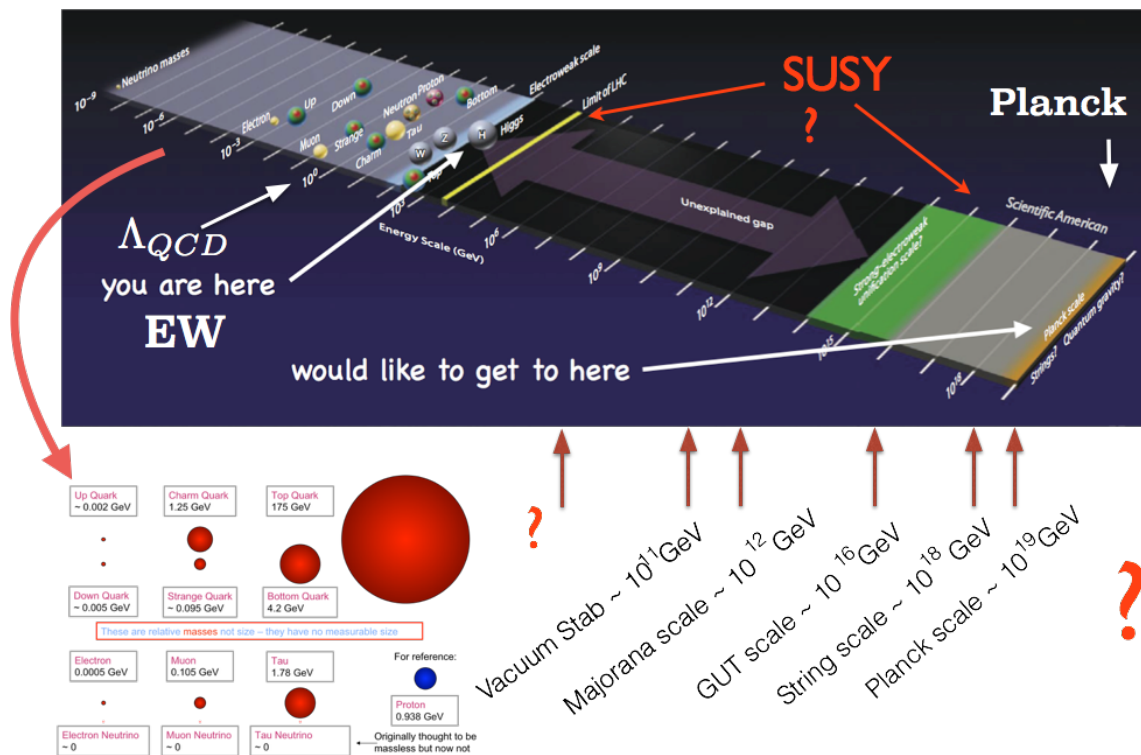 SUSY
?
Planck
Neutrino masses
Electron
Up
Down
Neutron
Proton
Bottom
Electroweak scale
Limit of LHC
Muon
Strange
Charm
Tau
W
Z
H
Higgs
Top
10⁻⁹
10⁻⁶
10⁻³
10⁰
10³
10⁶
10⁹
10¹²
10¹⁵
10¹⁸
Energy Scale (GeV)
Unexplained gap
Strong-electroweak
unification scale?
Scientific American
Planck scale
Strings? Quantum gravity?
Λ_QCD
you are here
EW
would like to get to here
Up Quark
~ 0.002 GeV
Charm Quark
1.25 GeV
Top Quark
175 GeV
Down Quark
~ 0.005 GeV
Strange Quark
~ 0.095 GeV
Bottom Quark
4.2 GeV
These are relative masses not size – they have no measurable size
Electron
0.0005 GeV
Muon
0.105 GeV
Tau
1.78 GeV
For reference:
Proton
0.938 GeV
Electron Neutrino
~ 0
Muon Neutrino
~ 0
Tau Neutrino
~ 0
Originally thought to be
massless but now not
?
Vacuum Stab ~ 10¹¹GeV
Majorana scale ~ 10¹² GeV
GUT scale ~ 10¹⁶GeV
String scale ~ 10¹⁸ GeV
Planck scale ~ 10¹⁹GeV
?